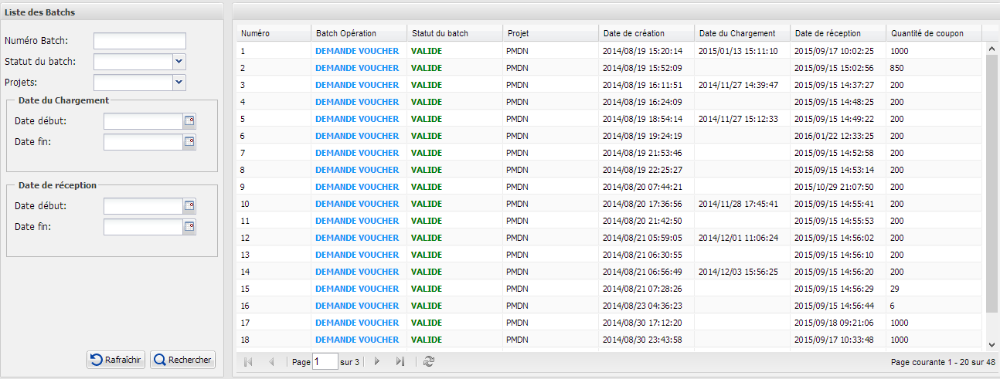 Liste des Batchs
Numéro Batch:
Statut du batch:
Projets:
Date du Chargement
Date début:
Date fin:
Date de réception
Date début:
Date fin:
Rafraîchir Rechercher
Numéro Batch Opération Statut du batch Projet Date de création Date du Chargement Date de réception Quantité de coupon
1 DEMANDE VOUCHER VALIDE PMDN 2014/08/19 15:20:14 2015/01/13 15:11:10 2015/09/17 10:02:25 1000
2 DEMANDE VOUCHER VALIDE PMDN 2014/08/19 15:52:09 2015/09/15 15:02:56 850
3 DEMANDE VOUCHER VALIDE PMDN 2014/08/19 16:11:51 2014/11/27 14:39:47 2015/09/15 14:37:27 200
4 DEMANDE VOUCHER VALIDE PMDN 2014/08/19 16:24:09 2015/09/15 14:48:25 200
5 DEMANDE VOUCHER VALIDE PMDN 2014/08/19 18:54:14 2014/11/27 15:12:33 2015/09/15 14:49:22 200
6 DEMANDE VOUCHER VALIDE PMDN 2014/08/19 19:24:19 2016/01/22 12:33:25 200
7 DEMANDE VOUCHER VALIDE PMDN 2014/08/19 21:53:46 2015/09/15 14:52:58 200
8 DEMANDE VOUCHER VALIDE PMDN 2014/08/19 22:25:27 2015/09/15 14:53:14 200
9 DEMANDE VOUCHER VALIDE PMDN 2014/08/20 07:44:21 2015/10/29 21:07:50 200
10 DEMANDE VOUCHER VALIDE PMDN 2014/08/20 17:36:56 2014/11/28 17:45:41 2015/09/15 14:55:41 200
11 DEMANDE VOUCHER VALIDE PMDN 2014/08/20 21:42:50 2015/09/15 14:55:53 200
12 DEMANDE VOUCHER VALIDE PMDN 2014/08/21 05:59:05 2014/12/01 11:06:24 2015/09/15 14:56:02 200
13 DEMANDE VOUCHER VALIDE PMDN 2014/08/21 06:30:55 2015/09/15 14:56:10 200
14 DEMANDE VOUCHER VALIDE PMDN 2014/08/21 06:56:49 2014/12/03 15:56:25 2015/09/15 14:56:20 200
15 DEMANDE VOUCHER VALIDE PMDN 2014/08/21 07:28:26 2015/09/15 14:56:29 29
16 DEMANDE VOUCHER VALIDE PMDN 2014/08/23 04:36:23 2015/09/15 14:56:44 6
17 DEMANDE VOUCHER VALIDE PMDN 2014/08/30 17:12:20 2015/09/18 09:21:06 1000
18 DEMANDE VOUCHER VALIDE PMDN 2014/08/30 23:43:58 2015/09/17 10:33:48 1000
Page 1 sur 3 Page courante 1 - 20 sur 48